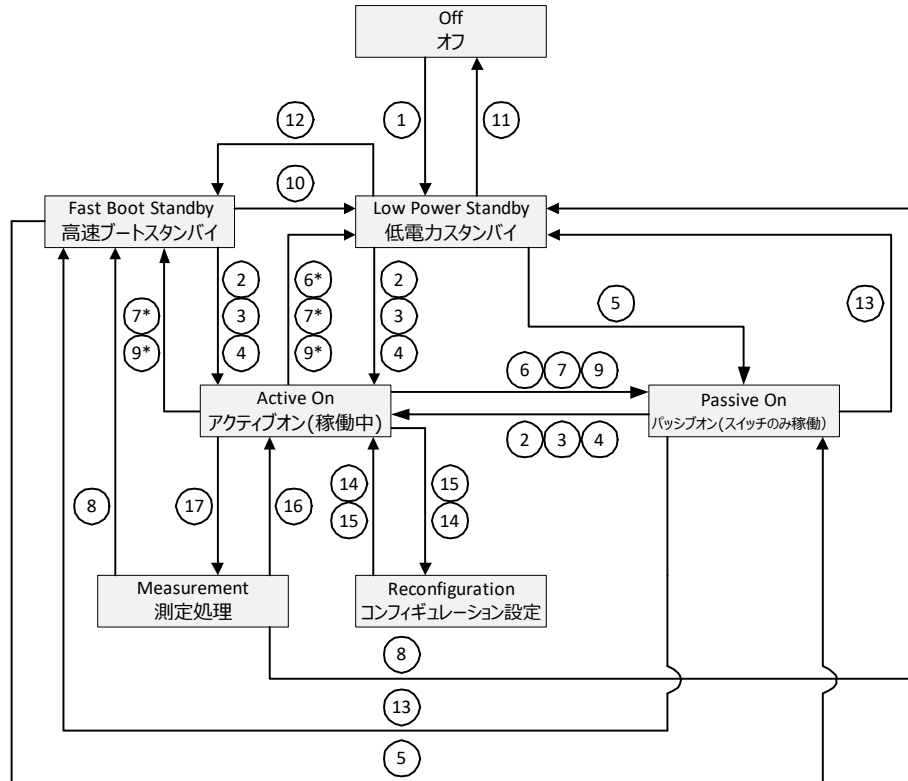 Off
オフ
12
1
11
10
Fast Boot Standby
高速ブートスタンバイ
Low Power Standby
低電力スタンバイ
7*
9*
2
3
4
6*
7*
9*
2
3
4
5
13
6 7 9
Active On
アクティブオン(稼働中)
Passive On
パッシブオン(スイッチのみ稼働)
2 3 4
8
17
16
14
15
15
14
Measurement
測定処理
Reconfiguration
コンフィギュレーション設定
8
13
5